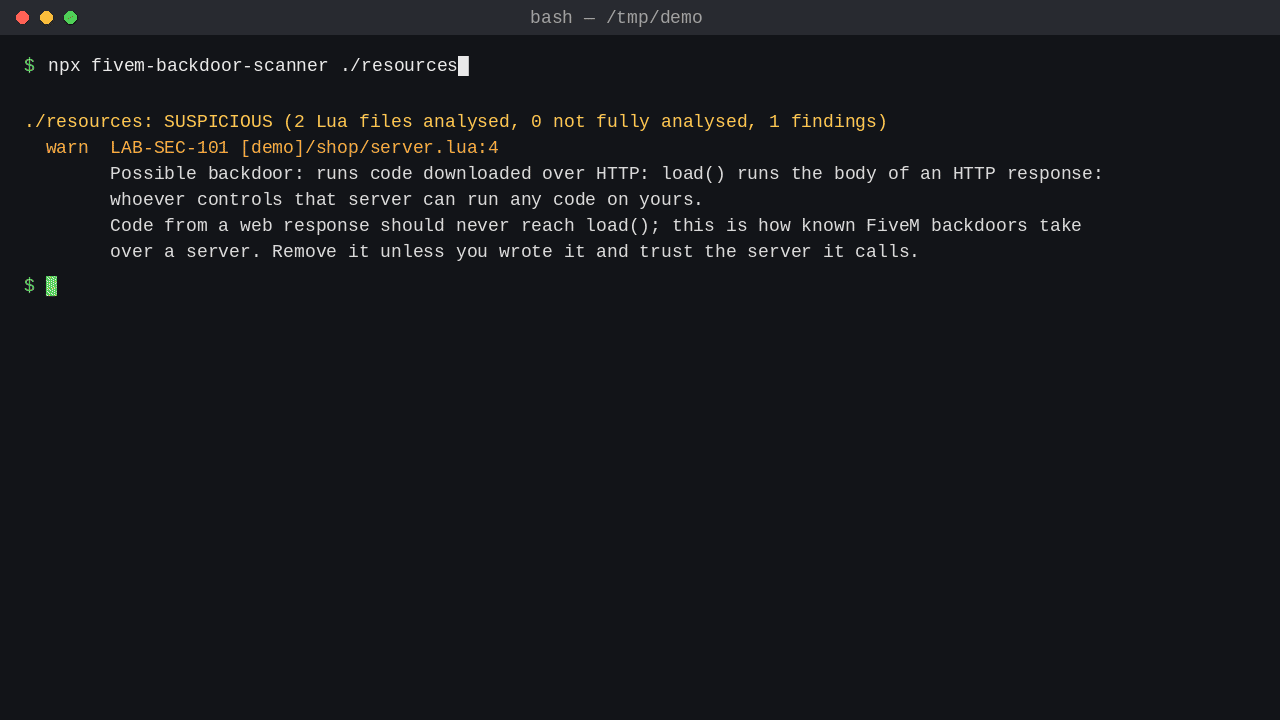 bash — /tmp/demo
$ npx fivem-backdoor-scanner ./resources
./resources: SUSPICIOUS (2 Lua files analysed, 0 not fully analysed, 1 findings)
warn  LAB-SEC-101 [demo]/shop/server.lua:4
Possible backdoor: runs code downloaded over HTTP: load() runs the body of an HTTP response:
whoever controls that server can run any code on yours.
Code from a web response should never reach load(); this is how known FiveM backdoors take
over a server. Remove it unless you wrote it and trust the server it calls.
$